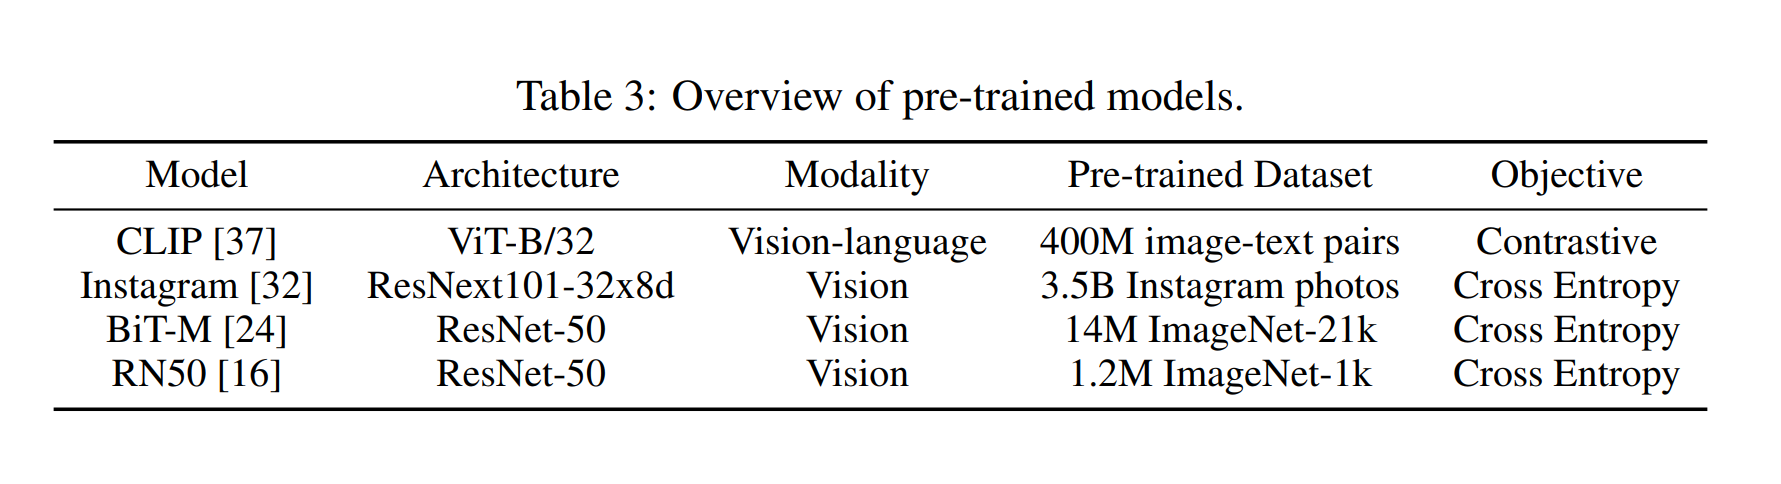 Table 3: Overview of pre-trained models.
Model Architecture Modality Pre-trained Dataset Objective
CLIP [37] ViT-B/32 Vision-language 400M image-text pairs Contrastive
Instagram [32] ResNext101-32x8d Vision 3.5B Instagram photos Cross Entropy
BiT-M [24] ResNet-50 Vision 14M ImageNet-21k Cross Entropy
RN50 [16] ResNet-50 Vision 1.2M ImageNet-1k Cross Entropy